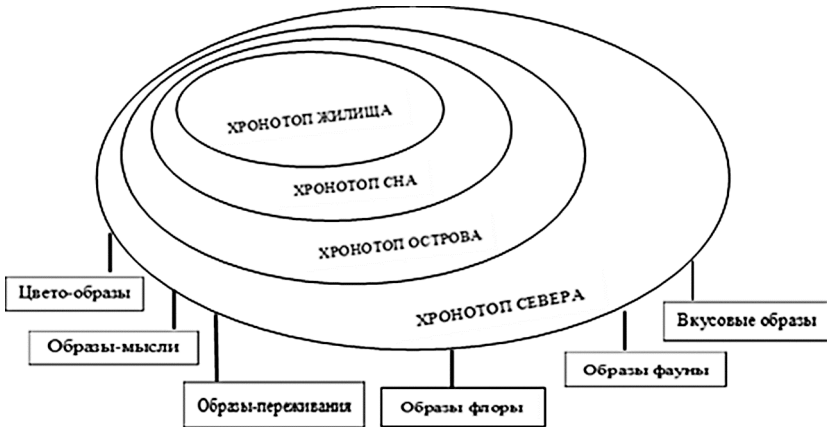 ХРОНОТОП ЖИЛИЩА
ХРОНОТОП СНА
ХРОНОТОП ОСТРОВА
ХРОНОТОП СЕВЕРА
Цвето-образы
Образы-мысли
Образы-переживания
Образы флоры
Образы фауны
Вкусовые образы